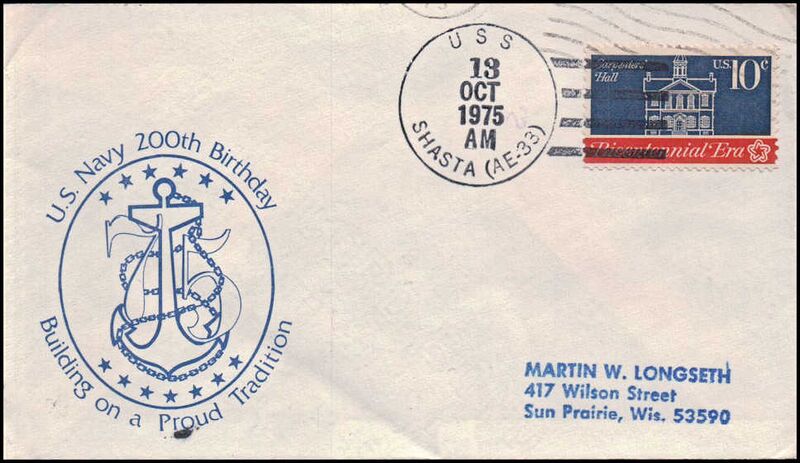 USS
13
OCT
1975
AM
SHASTA (AE-33)
Carpenters'
Hall
U.S. 10c
Bicentennial Era
U.S. Navy 200th Birthday
75
Building on a Proud Tradition
MARTIN W. LONGSETH
417 Wilson Street
Sun Prairie, Wis. 53590